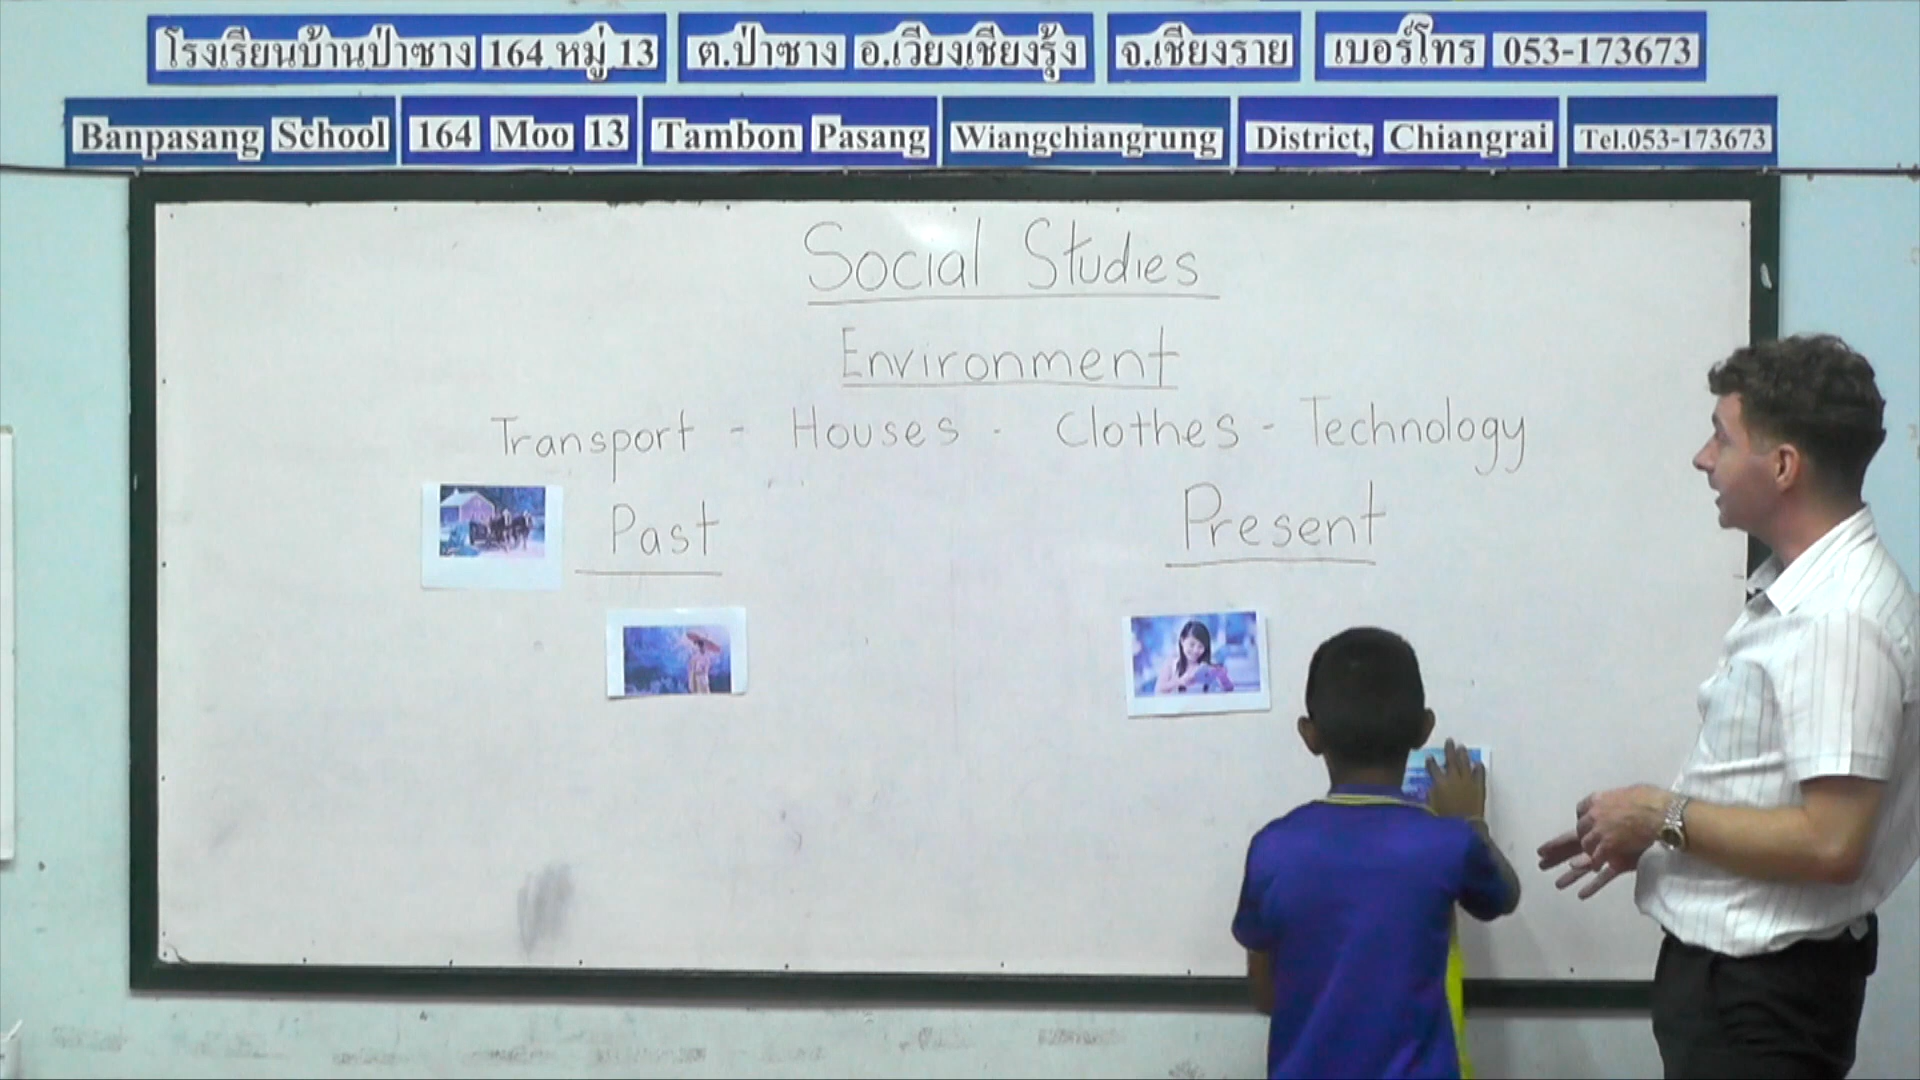 โรงเรียนบ้านป่าซาง 164 หมู่ 13 ต.ป่าซาง อ.เวียงเชียงรุ้ง จ.เชียงราย เบอร์โทร 053-173673
Banpasang School 164 Moo 13 Tambon Pasang Wiangchiangrung District, Chiangrai Tel.053-173673
Social Studies
Environment
Transport - Houses - Clothes - Technology
Past Present